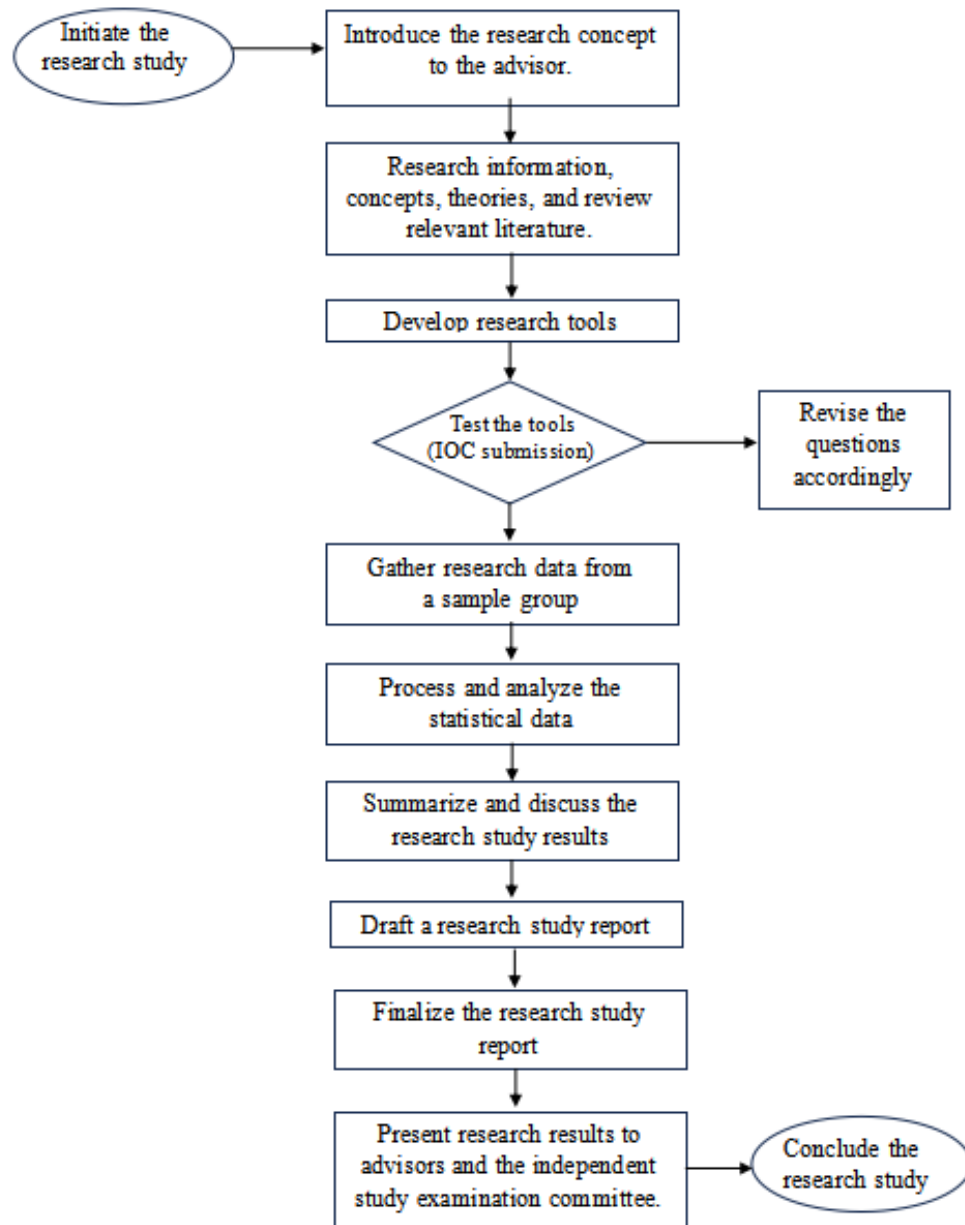 Initiate the
research study
Introduce the research concept
to the advisor.
Research information,
concepts, theories, and review
relevant literature.
Develop research tools
Test the tools
(IOC submission)
Revise the
questions
accordingly
Gather research data from
a sample group
Process and analyze the
statistical data
Summarize and discuss the
research study results
Draft a research study report
Finalize the research study
report
Present research results to
advisors and the independent
study examination committee.
Conclude the
research study